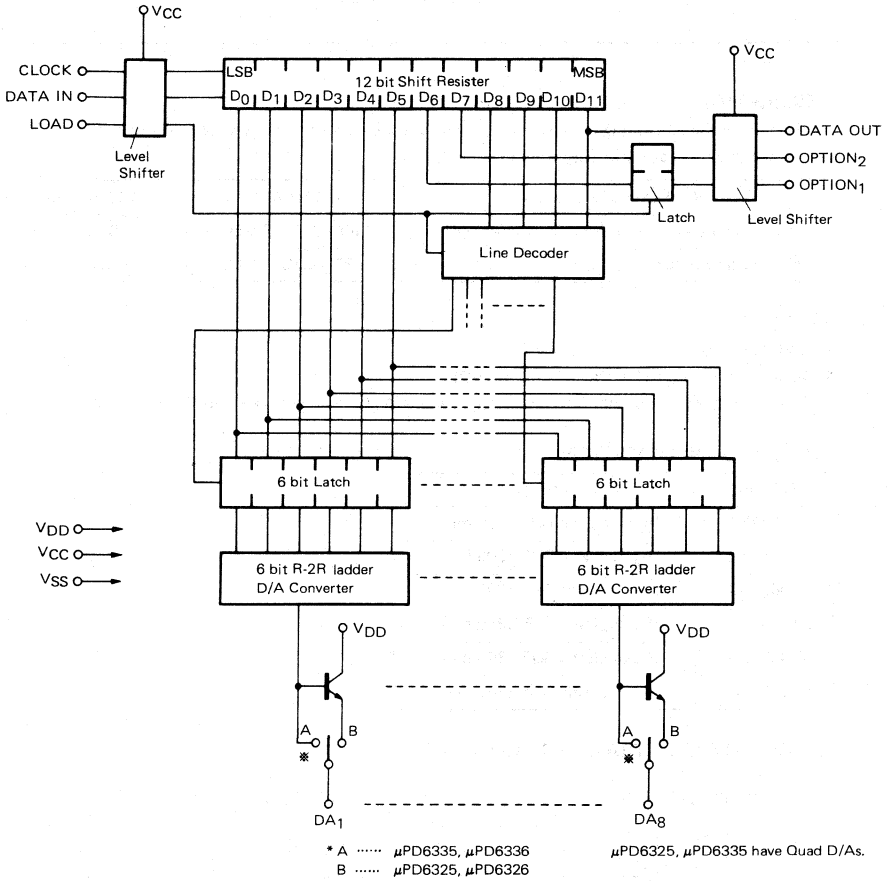 VCC
CLOCK
DATA IN
LOAD
Level
Shifter
LSB
12 bit Shift Resister
MSB
D0 D1 D2 D3 D4 D5 D6 D7 D8 D9 D10 D11
VCC
DATA OUT
OPTION2
OPTION1
Latch
Level Shifter
Line Decoder
6 bit Latch
6 bit Latch
VDD
VCC
VSS
6 bit R-2R ladder
D/A Converter
6 bit R-2R ladder
D/A Converter
VDD
VDD
A
B
※
A
B
※
DA1
DA8
* A ...... μPD6335, μPD6336
B ...... μPD6325, μPD6326
μPD6325, μPD6335 have Quad D/As.